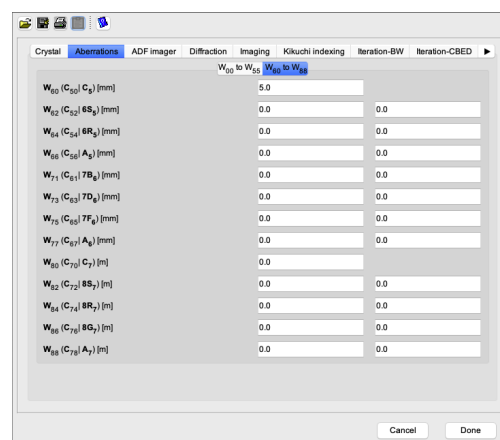 Crystal Aberrations ADF imager Diffraction Imaging Kikuchi indexing Iteration-BW Iteration-CBED
W00 to W55 W60 to W88
W60 (C50| C5) [mm] 5.0
W62 (C52| 6S5) [mm] 0.0 0.0
W64 (C54| 6R5) [mm] 0.0 0.0
W66 (C56| A5) [mm] 0.0 0.0
W71 (C61| 7B6) [mm] 0.0 0.0
W73 (C63| 7D6) [mm] 0.0 0.0
W75 (C65| 7F6) [mm] 0.0 0.0
W77 (C67| A6) [mm] 0.0 0.0
W80 (C70| C7) [m] 0.0
W82 (C72| 8S7) [m] 0.0 0.0
W84 (C74| 8R7) [m] 0.0 0.0
W86 (C76| 8G7) [m] 0.0 0.0
W88 (C78| A7) [m] 0.0 0.0
Cancel Done